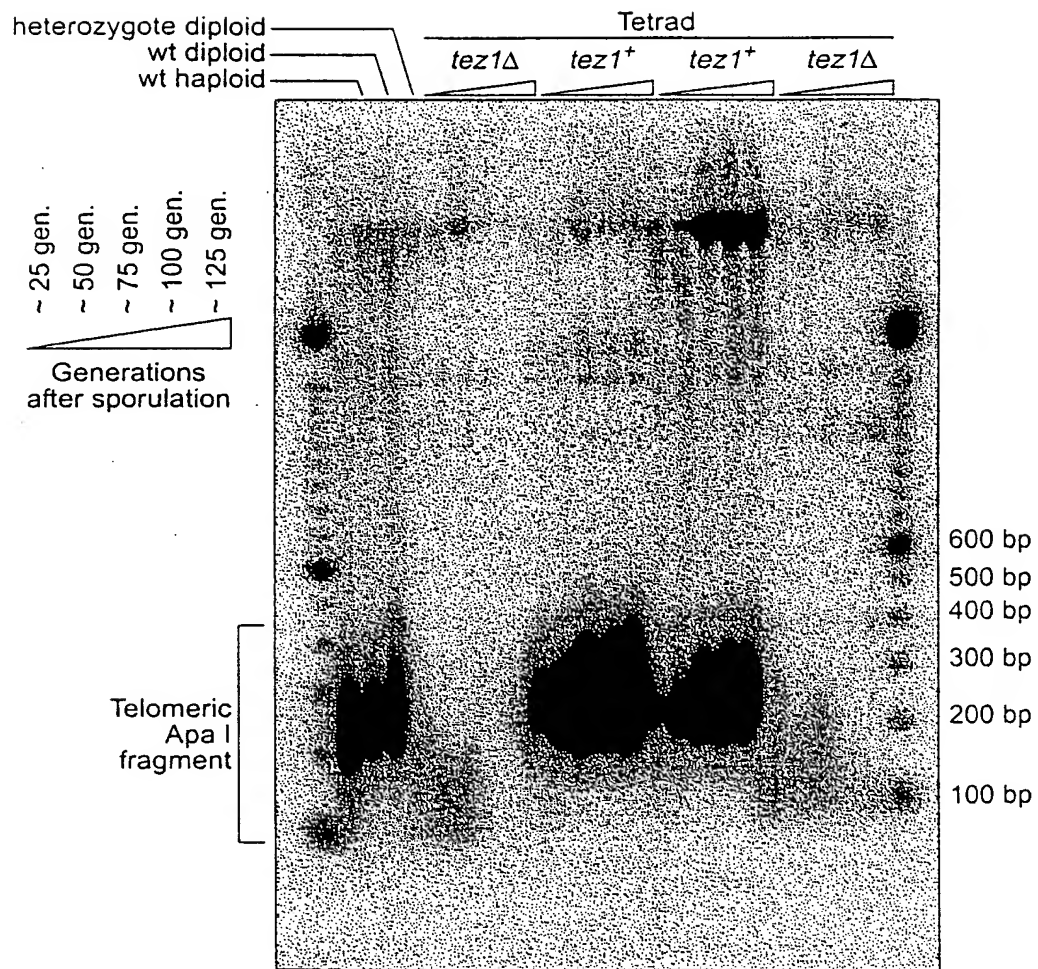 heterozygote diploid
wt diploid
wt haploid
Tetrad
tez1Δ tez1+ tez1+ tez1Δ
~ 25 gen.
~ 50 gen.
~ 75 gen.
~ 100 gen.
~ 125 gen.
Generations
after sporulation
Telomeric
Apa I
fragment
600 bp
500 bp
400 bp
300 bp
200 bp
100 bp